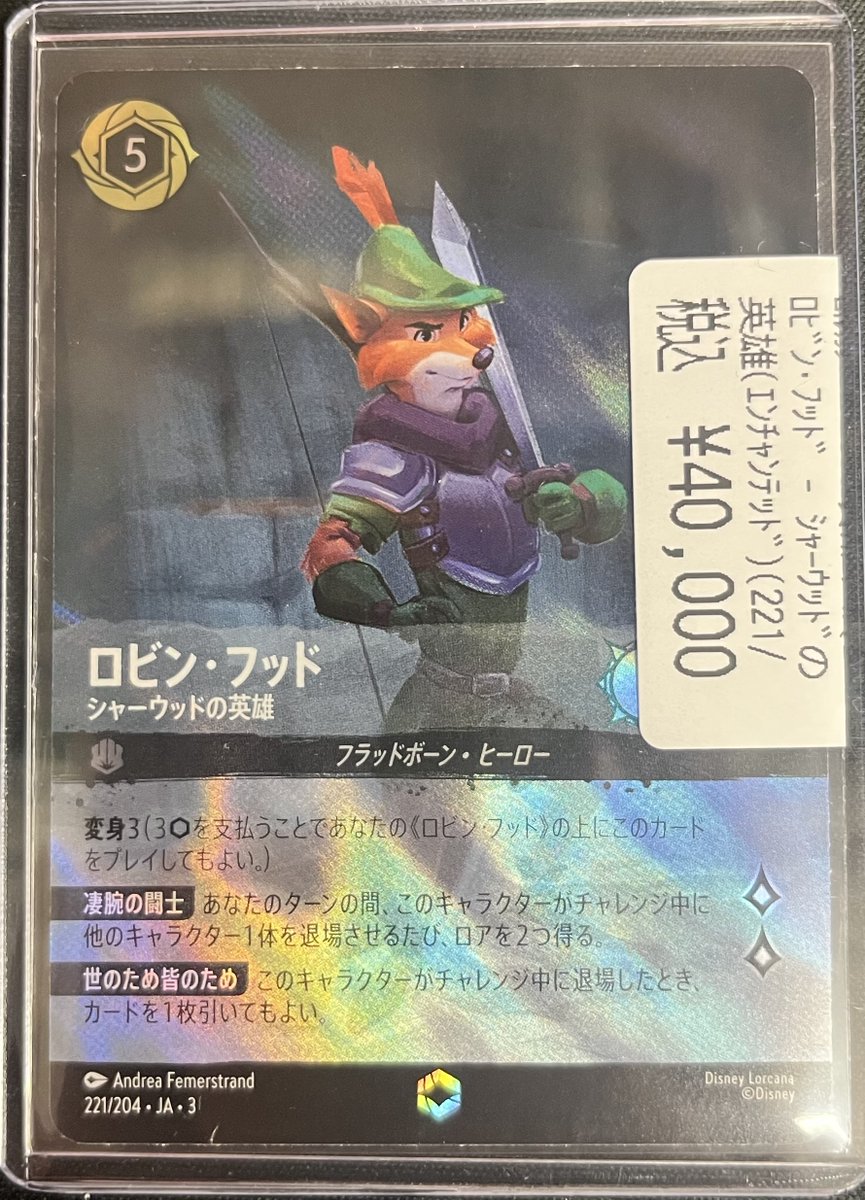 5
ロビン・フッド
シャーウッドの英雄
フラッドボーン・ヒーロー
変身3(3⬡を支払うことであなたの《ロビン・フッド》の上にこのカード
をプレイしてもよい。)
凄腕の闘士 あなたのターンの間、このキャラクターがチャレンジ中に
他のキャラクター1体を退場させるたび、ロアを2つ得る。
世のため皆のため このキャラクターがチャレンジ中に退場したとき、
カードを1枚引いてもよい。
Andrea Femerstrand
221/204・JA・3
Disney Lorcana
©Disney
ロビン・フッド - シャーウッドの
英雄(エンチャンテッド)(221/
税込 ¥40,000